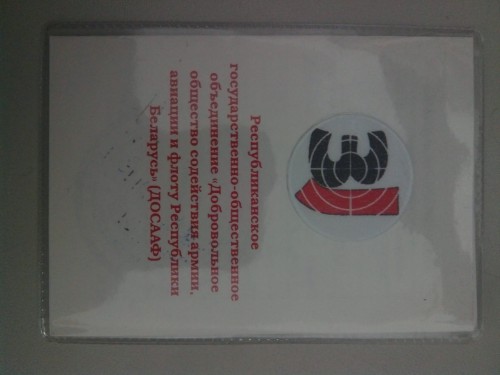 Республиканское
государственно-общественное
объединение «Добровольное
общество содействия армии,
авиации и флоту Республики
Беларусь» (ДОСААФ)